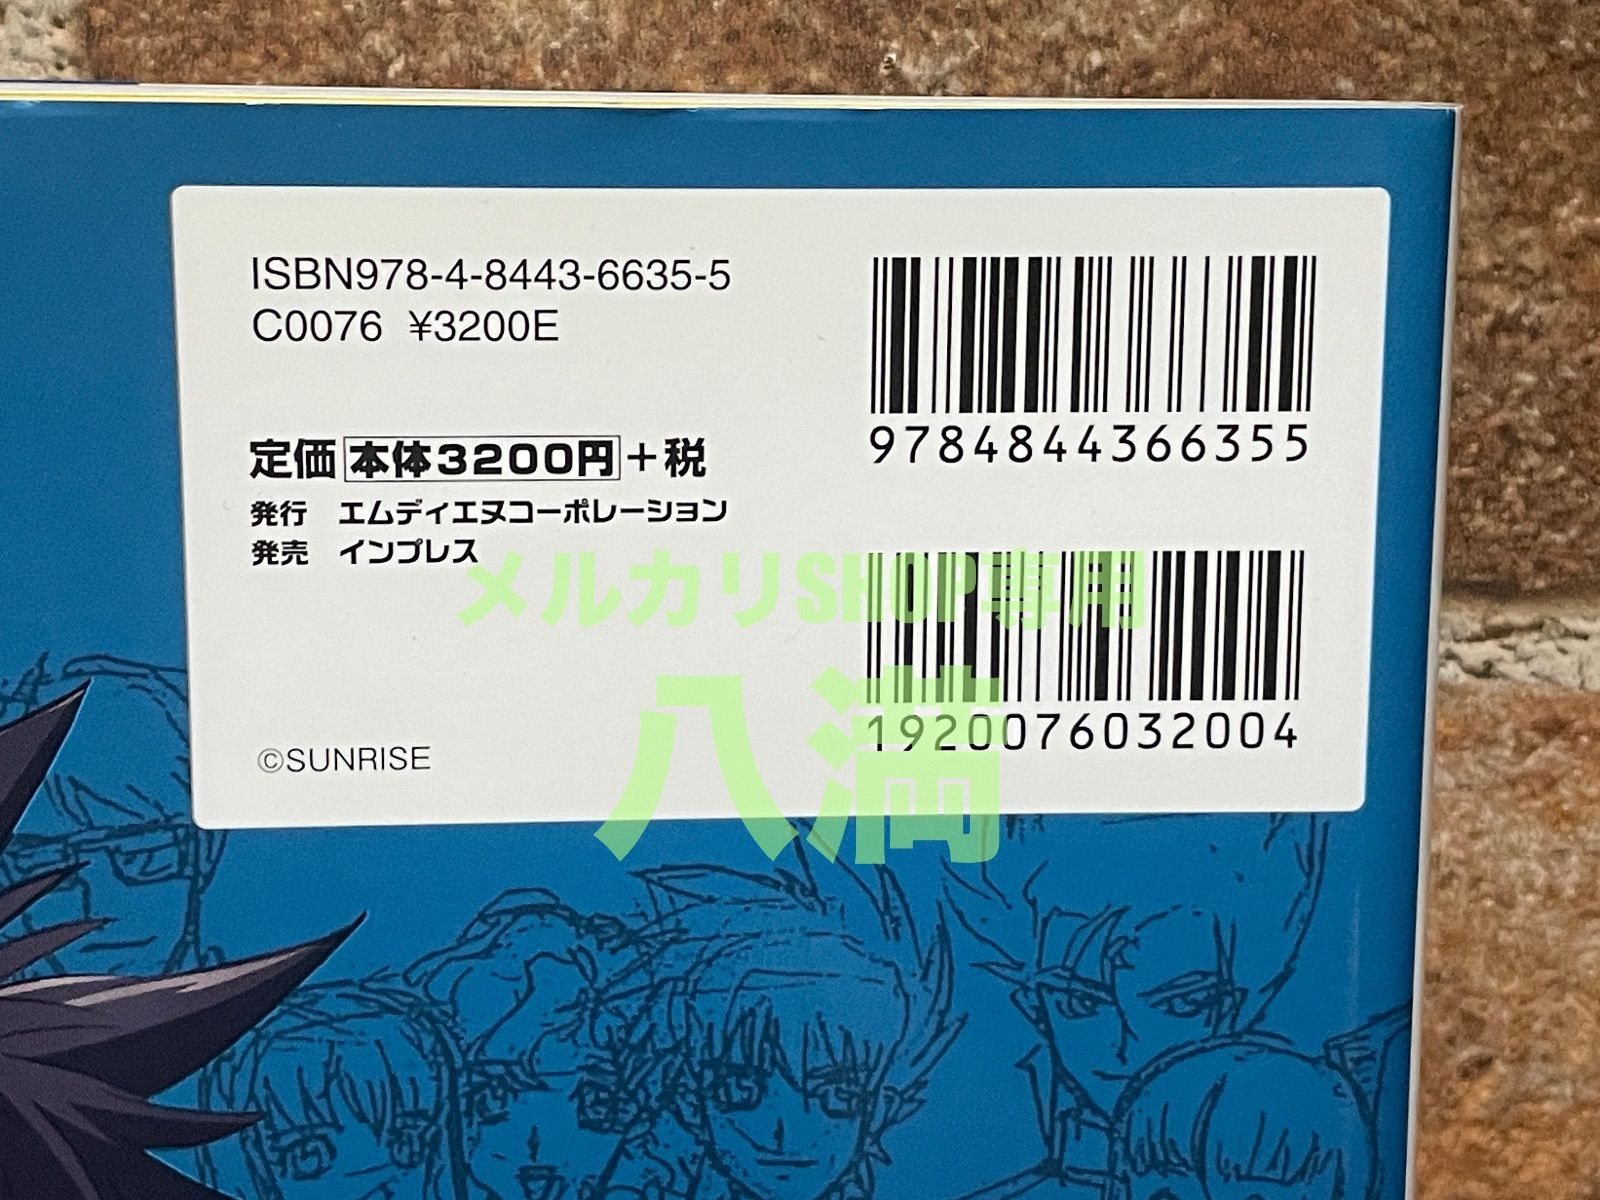 ISBN978-4-8443-6635-5
C0076 ¥3200E
9784844366355
定価 本体3200円+税
発行 エムディエヌコーポレーション
発売 インプレス
メルカリSHOP専用
八満
1920076032004
©SUNRISE